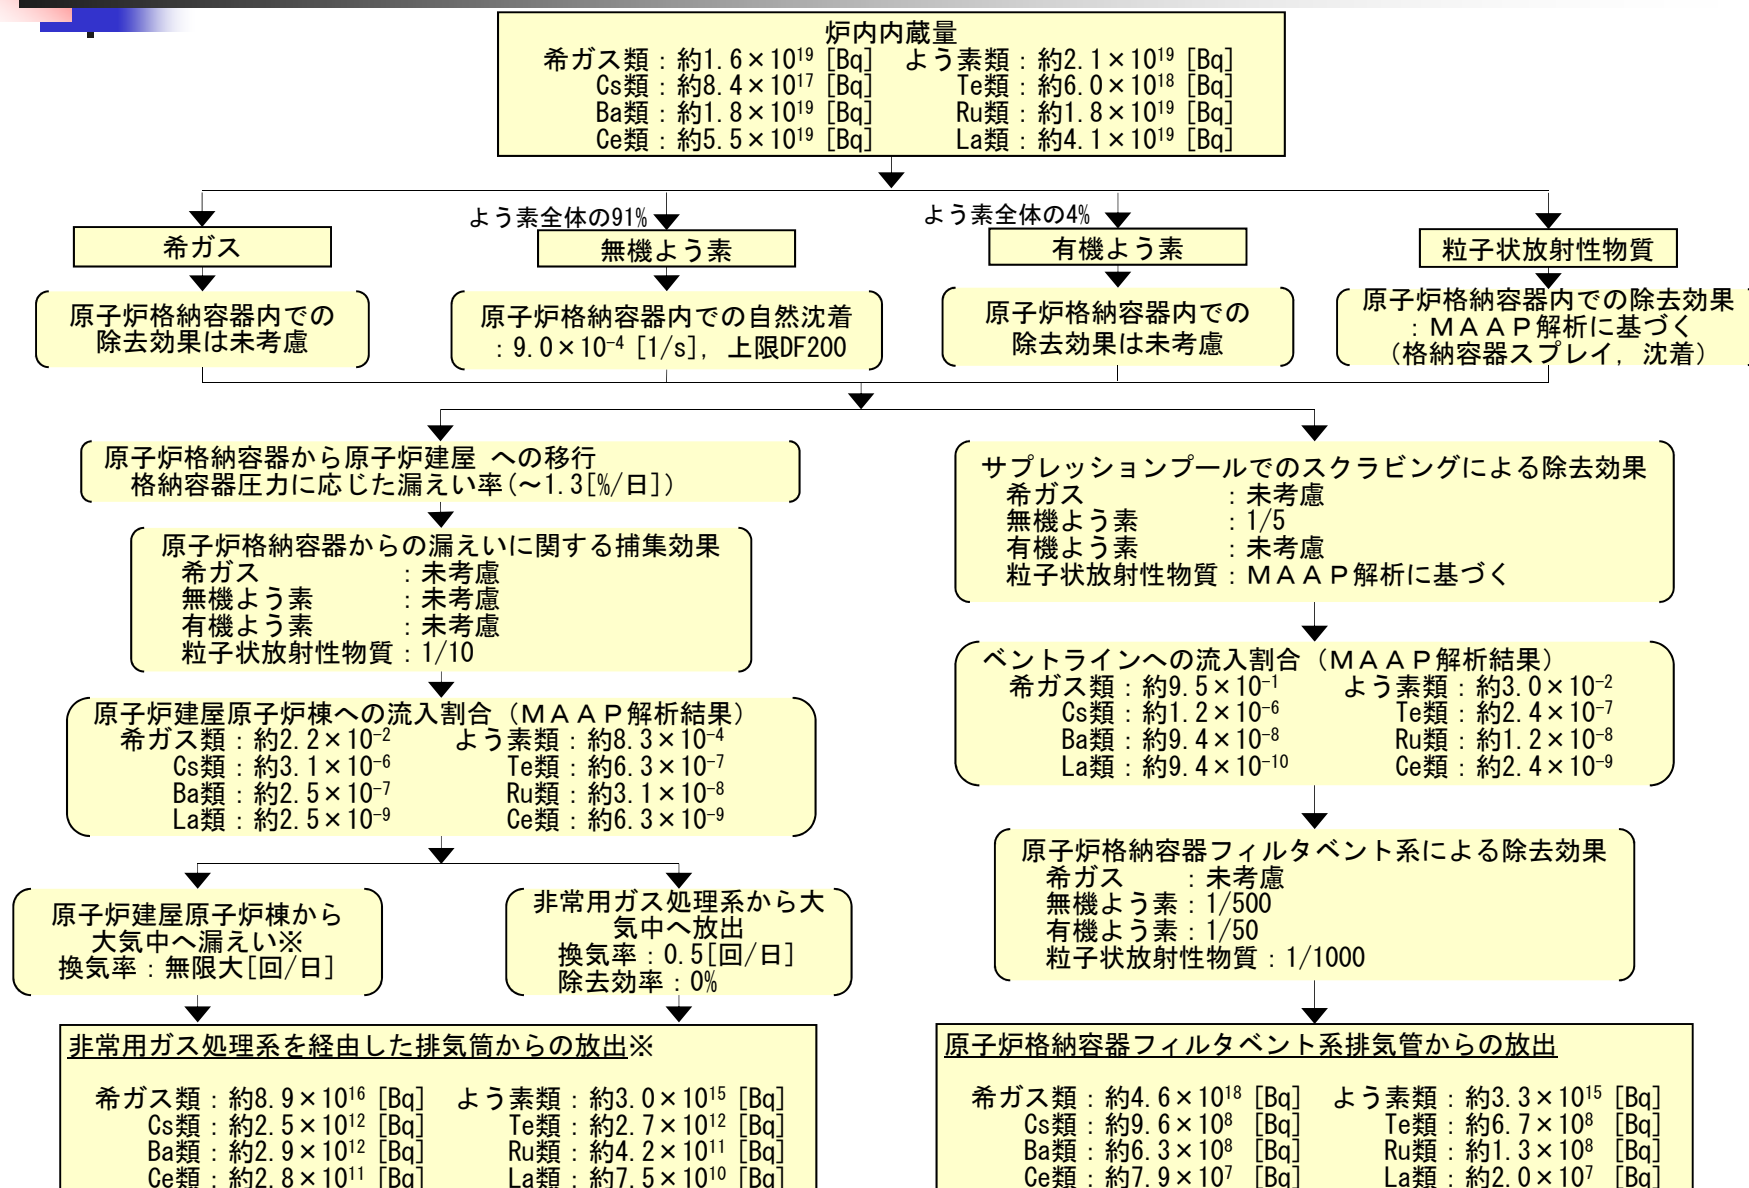 炉内内蔵量
希ガス類：約1.6×10¹⁹ [Bq] よう素類：約2.1×10¹⁹ [Bq]
Cs類：約8.4×10¹⁷ [Bq] Te類：約6.0×10¹⁸ [Bq]
Ba類：約1.8×10¹⁹ [Bq] Ru類：約1.8×10¹⁹ [Bq]
Ce類：約5.5×10¹⁹ [Bq] La類：約4.1×10¹⁹ [Bq]
よう素全体の91%
よう素全体の4%
希ガス
無機よう素
有機よう素
粒子状放射性物質
原子炉格納容器内での
除去効果は未考慮
原子炉格納容器内での自然沈着
：9.0×10⁻⁴ [1/s], 上限DF200
原子炉格納容器内での
除去効果は未考慮
原子炉格納容器内での除去効果
：ＭＡＡＰ解析に基づく
（格納容器スプレイ, 沈着）
原子炉格納容器から原子炉建屋 への移行
格納容器圧力に応じた漏えい率(～1.3[%/日])
原子炉格納容器からの漏えいに関する捕集効果
希ガス ：未考慮
無機よう素 ：未考慮
有機よう素 ：未考慮
粒子状放射性物質：1/10
原子炉建屋原子炉棟への流入割合（ＭＡＡＰ解析結果）
希ガス類：約2.2×10⁻² よう素類：約8.3×10⁻⁴
Cs類：約3.1×10⁻⁶ Te類：約6.3×10⁻⁷
Ba類：約2.5×10⁻⁷ Ru類：約3.1×10⁻⁸
La類：約2.5×10⁻⁹ Ce類：約6.3×10⁻⁹
原子炉建屋原子炉棟から
大気中へ漏えい※
換気率：無限大[回/日]
非常用ガス処理系から大
気中へ放出
換気率：0.5[回/日]
除去効率：0%
非常用ガス処理系を経由した排気筒からの放出※
希ガス類：約8.9×10¹⁶ [Bq] よう素類：約3.0×10¹⁵ [Bq]
Cs類：約2.5×10¹² [Bq] Te類：約2.7×10¹² [Bq]
Ba類：約2.9×10¹² [Bq] Ru類：約4.2×10¹¹ [Bq]
Ce類：約2.8×10¹¹ [Bq] La類：約7.5×10¹⁰ [Bq]
サプレッションプールでのスクラビングによる除去効果
希ガス ：未考慮
無機よう素 ：1/5
有機よう素 ：未考慮
粒子状放射性物質：ＭＡＡＰ解析に基づく
ベントラインへの流入割合（ＭＡＡＰ解析結果）
希ガス類：約9.5×10⁻¹ よう素類：約3.0×10⁻²
Cs類：約1.2×10⁻⁶ Te類：約2.4×10⁻⁷
Ba類：約9.4×10⁻⁸ Ru類：約1.2×10⁻⁸
La類：約9.4×10⁻¹⁰ Ce類：約2.4×10⁻⁹
原子炉格納容器フィルタベント系による除去効果
希ガス ：未考慮
無機よう素：1/500
有機よう素：1/50
粒子状放射性物質：1/1000
原子炉格納容器フィルタベント系排気管からの放出
希ガス類：約4.6×10¹⁸ [Bq] よう素類：約3.3×10¹⁵ [Bq]
Cs類：約9.6×10⁸ [Bq] Te類：約6.7×10⁸ [Bq]
Ba類：約6.3×10⁸ [Bq] Ru類：約1.3×10⁸ [Bq]
Ce類：約7.9×10⁷ [Bq] La類：約2.0×10⁷ [Bq]